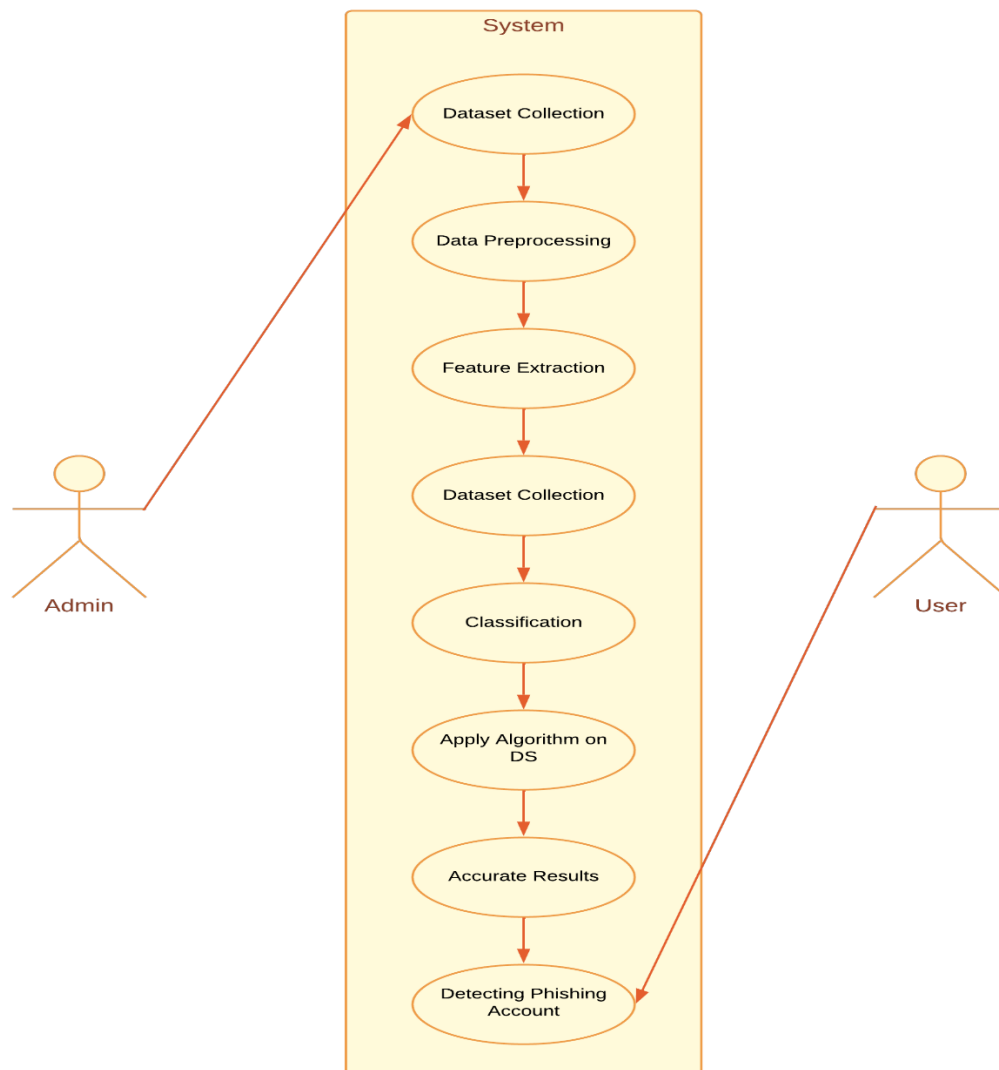 System
Dataset Collection
Data Preprocessing
Feature Extraction
Dataset Collection
Admin
User
Classification
Apply Algorithm on
DS
Accurate Results
Detecting Phishing
Account